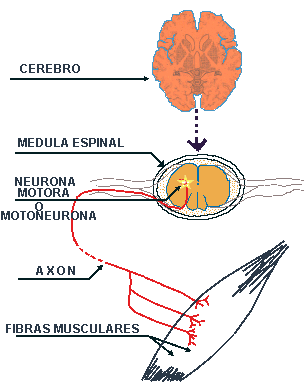 CEREBRO
MEDULA ESPINAL
NEURONA
MOTORA
O
MOTONEURONA
AXON
FIBRAS MUSCULARES